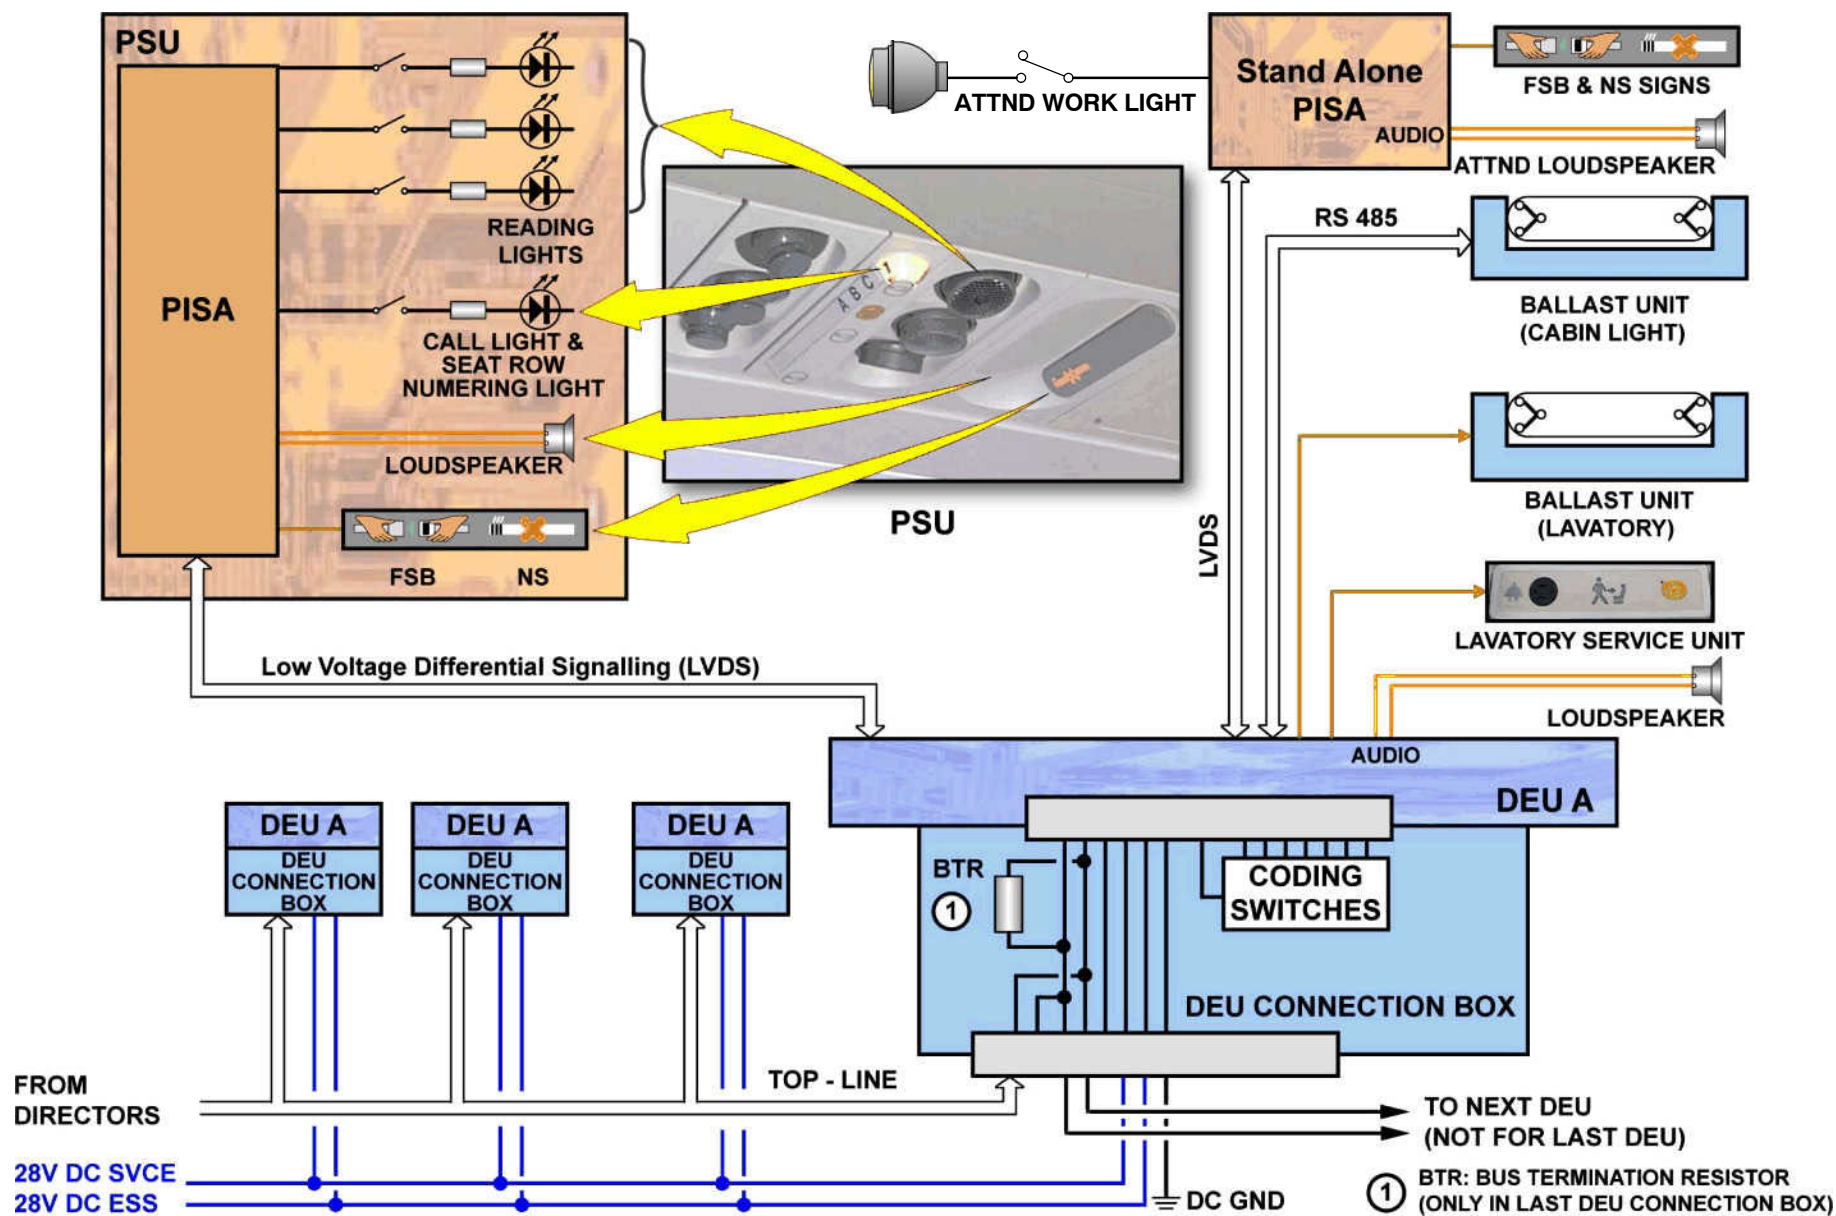 PSU
PISA
READING
LIGHTS
CALL LIGHT &
SEAT ROW
NUMERING LIGHT
LOUDSPEAKER
FSB
NS
A B C
1
PSU
ATTND WORK LIGHT
Stand Alone
PISA
AUDIO
FSB & NS SIGNS
ATTND LOUDSPEAKER
RS 485
BALLAST UNIT
(CABIN LIGHT)
BALLAST UNIT
(LAVATORY)
LVDS
LAVATORY SERVICE UNIT
LOUDSPEAKER
Low Voltage Differential Signalling (LVDS)
AUDIO
DEU A
DEU A
DEU
CONNECTION
BOX
DEU A
DEU
CONNECTION
BOX
DEU A
DEU
CONNECTION
BOX
BTR
1
CODING
SWITCHES
DEU CONNECTION BOX
FROM
DIRECTORS
TOP - LINE
28V DC SVCE
28V DC ESS
DC GND
TO NEXT DEU
(NOT FOR LAST DEU)
1
BTR: BUS TERMINATION RESISTOR
(ONLY IN LAST DEU CONNECTION BOX)